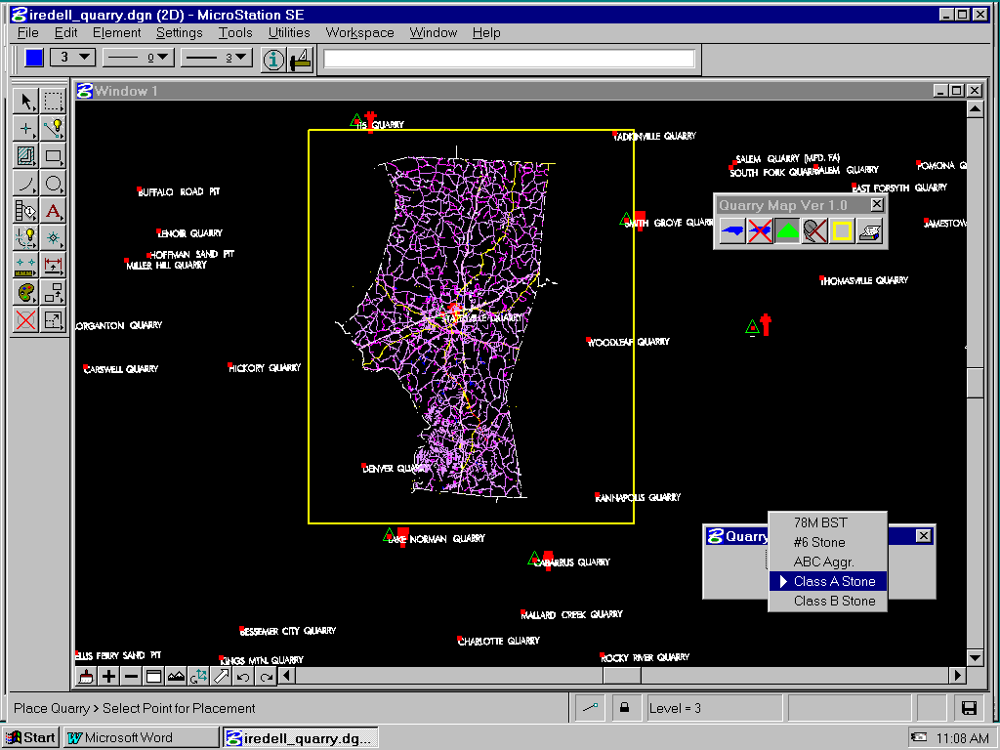 iredell_quarry.dgn (2D) - MicroStation SE
File Edit Element Settings Tools Utilities Workspace Window Help
3 0 3
Window 1
QUARRY
YADKINVILLE QUARRY
SALEM QUARRY (MFD. FA)
SOUTH FORK QUARRY
SALEM QUARRY
POMONA Q
EAST FORSYTH QUARRY
BUFFALO ROAD PIT
Quarry Map Ver 1.0
SMITH GROVE QUARR
JAMESTOW
LENOIR QUARRY
HOFFMAN SAND PIT
MILLER HILL QUARRY
THOMASVILLE QUARRY
STATESVILLE QUARRY
ORGANTON QUARRY
WOODLEAF QUARRY
CARSWELL QUARRY
HICKORY QUARRY
DENVER QUARRY
KANNAPOLIS QUARRY
78M BST
#6 Stone
ABC Aggr.
Class A Stone
Class B Stone
Quarry
LAKE NORMAN QUARRY
CABARRUS QUARRY
MALLARD CREEK QUARRY
BESSEMER CITY QUARRY
CHARLOTTE QUARRY
ELLIS FERRY SAND PIT
KINGS MTN. QUARRY
ROCKY RIVER QUARRY
Place Quarry > Select Point for Placement
Level = 3
Start
Microsoft Word
iredell_quarry.dg...
11:08 AM